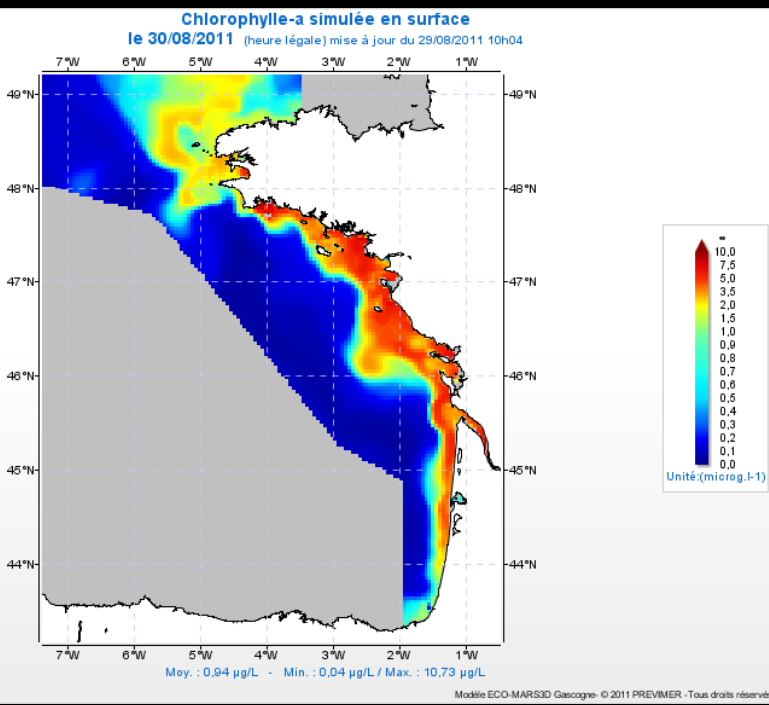 Chlorophylle-a simulée en surface
le 30/08/2011 (heure légale) mise à jour du 29/08/2011 10h04
7°W 6°W 5°W 4°W 3°W 2°W 1°W
49°N 49°N
48°N 48°N
47°N 47°N
46°N 46°N
45°N 45°N
44°N 44°N
7°W 6°W 5°W 4°W 3°W 2°W 1°W
∞
10,0
7,5
5,0
3,5
2,0
1,5
1,0
0,9
0,8
0,7
0,6
0,5
0,4
0,3
0,2
0,1
0,0
Unité:(microg.l-1)
Moy. : 0,94 µg/L - Min. : 0,04 µg/L / Max. : 10,73 µg/L
Modèle ECO-MARS3D Gascogne- © 2011 PREVIMER - Tous droits réservés